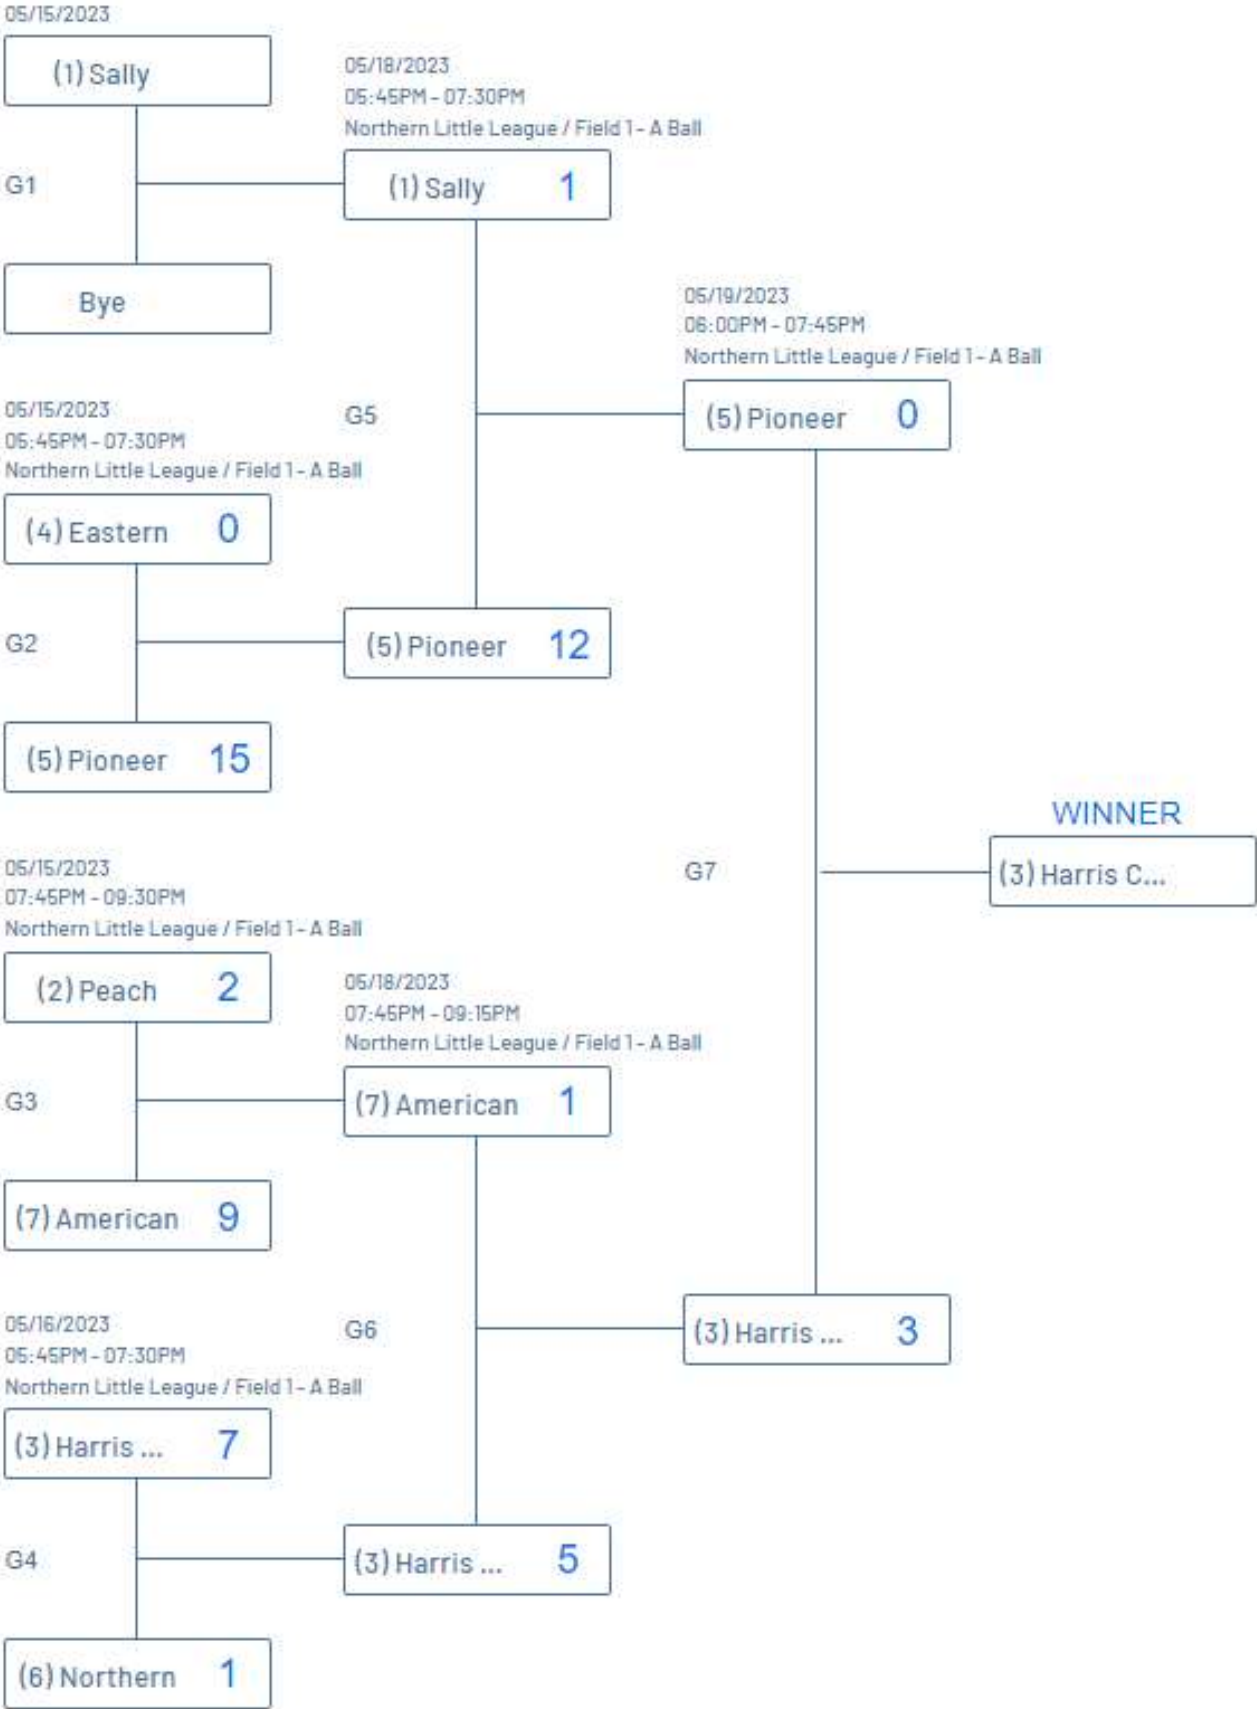 05/15/2023
(1) Sally
G1
Bye
05/18/2023
05:45PM - 07:30PM
Northern Little League / Field 1 - A Ball
(1) Sally 1
05/15/2023
05:45PM - 07:30PM
Northern Little League / Field 1 - A Ball
(4) Eastern 0
G2
(5) Pioneer 15
G5
(5) Pioneer 12
05/19/2023
06:00PM - 07:45PM
Northern Little League / Field 1 - A Ball
(5) Pioneer 0
05/15/2023
07:45PM - 09:30PM
Northern Little League / Field 1 - A Ball
(2) Peach 2
G3
(7) American 9
05/18/2023
07:45PM - 09:15PM
Northern Little League / Field 1 - A Ball
(7) American 1
05/16/2023
05:45PM - 07:30PM
Northern Little League / Field 1 - A Ball
(3) Harris ... 7
G4
(6) Northern 1
G6
(3) Harris ... 5
G7
(3) Harris ... 3
WINNER
(3) Harris C...